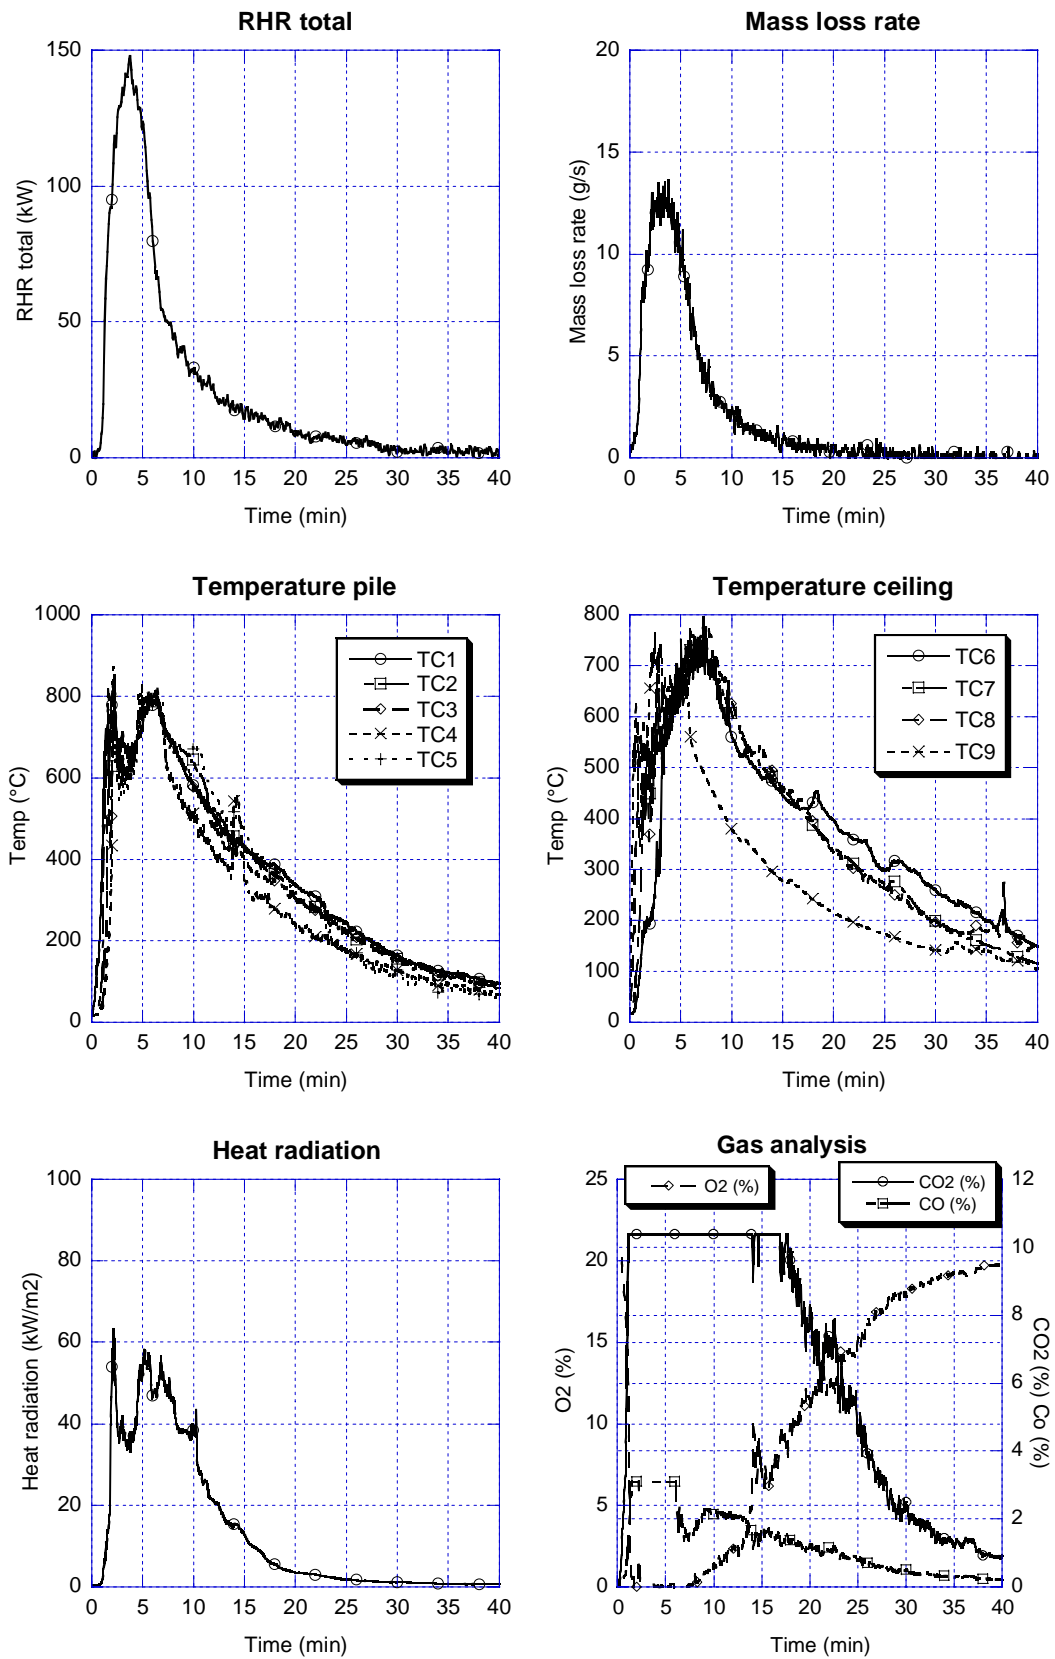 RHR total
150
100
50
0
RHR total (kW)
0 5 10 15 20 25 30 35 40
Time (min)
Mass loss rate
20
15
10
5
0
Mass loss rate (g/s)
0 5 10 15 20 25 30 35 40
Time (min)
Temperature pile
1000
800
600
400
200
0
Temp (°C)
TC1
TC2
TC3
TC4
TC5
0 5 10 15 20 25 30 35 40
Time (min)
Temperature ceiling
800
700
600
500
400
300
200
100
0
Temp (°C)
TC6
TC7
TC8
TC9
0 5 10 15 20 25 30 35 40
Time (min)
Heat radiation
100
80
60
40
20
0
Heat radiation (kW/m2)
0 5 10 15 20 25 30 35 40
Time (min)
Gas analysis
25
20
15
10
5
0
O2 (%)
O2 (%)
CO2 (%)
CO (%)
12
10
8
6
4
2
0
CO2 (%) Co (%)
0 5 10 15 20 25 30 35 40
Time (min)